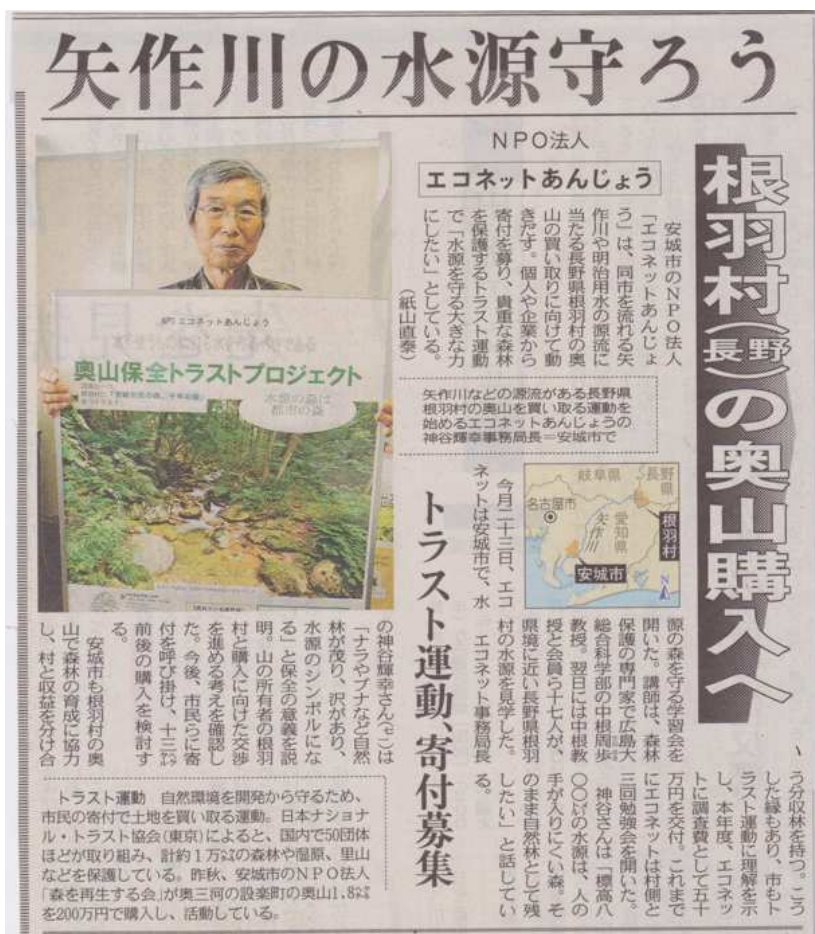 矢作川の水源守ろう
根羽村(長野)の奥山購入へ
NPO法人
エコネットあんじょう
トラスト運動、寄付募集
安城市のNPO法人
「エコネットあんじょ
う」は、同市を流れる矢
作川や明治用水の源流に
当たる長野県根羽村の奥
山の買い取りに向けて動
きだす。個人や企業から
寄付を募り、貴重な森林
を保護するトラスト運動
で「水源を守る大きな力
にしたい」としている。
(紙山直泰)
NPO エコネットあんじょう
奥山保全トラストプロジェクト
水源の森は
都市の森
矢作川などの源流がある長野県
根羽村の奥山を買い取る運動を
始めるエコネットあんじょうの
神谷輝幸事務局長=安城市で
岐阜県
長野県
名古屋市
愛知県
矢作川
根羽村
安城市
N
今月二十三日、エコ
ネットは安城市で、水
源の森を守る学習会を
開いた。講師は、森林
保護の専門家で広島大
総合科学部の中根周歩
教授。翌日には中根教
授と会員ら十七人が、
県境に近い長野県根羽
村の水源を見学した。
エコネット事務局長
の神谷輝幸さん(七〇)は
「ナラやブナなど自然
林が茂り、沢があり、
水源のシンボルにな
る」と保全の意義を説
明。山の所有者の根羽
村と購入に向けた交渉
を進める考えを確認し
た。今後、市民らに寄
付を呼び掛け、十三㌶
前後の購入を検討す
る。
安城市も根羽村の奥
山で森林の育成に協力
し、村と収益を分け合
う分収林を持つ。こう
した縁もあり、市もト
ラスト運動に理解を示
し、本年度、エコネッ
トに調査費として五十
万円を交付。これまで
にエコネットは村側と
三回勉強会を開いた。
神谷さんは「標高八
〇〇㍍の水源は、人の
手が入りにくい森。そ
のまま自然林として残
したい」と話してい
る。
トラスト運動 自然環境を開発から守るため、
市民の寄付で土地を買い取る運動。日本ナショナ
ル・トラスト協会(東京)によると、国内で50団体
ほどが取り組み、計約1万㌶の森林や湿原、里山
などを保護している。昨秋、安城市のNPO法人
「森を再生する会」が奥三河の設楽町の奥山1.8㌶
を200万円で購入し、活動している。